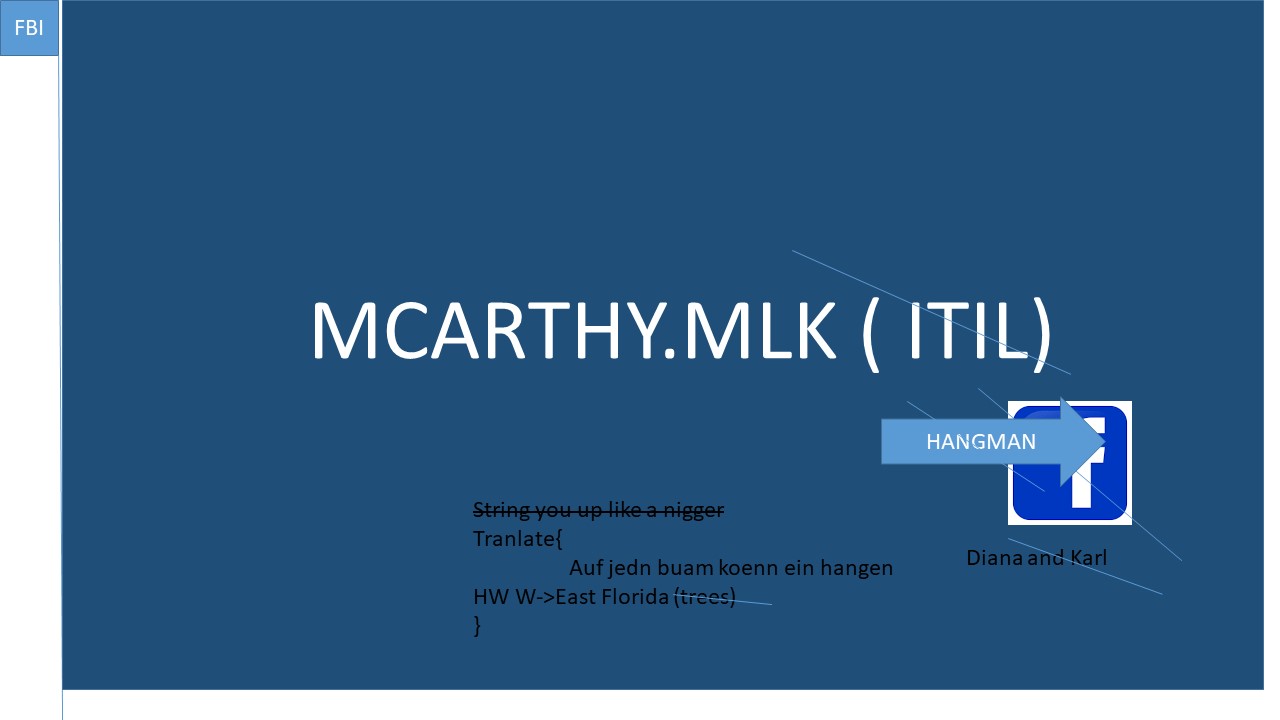 FBI
MCARTHY.MLK ( ITIL)
HANGMAN
f
String you up like a nigger
Tranlate{
Auf jedn buam koenn ein hangen
HW W->East Florida (trees)
}
Diana and Karl